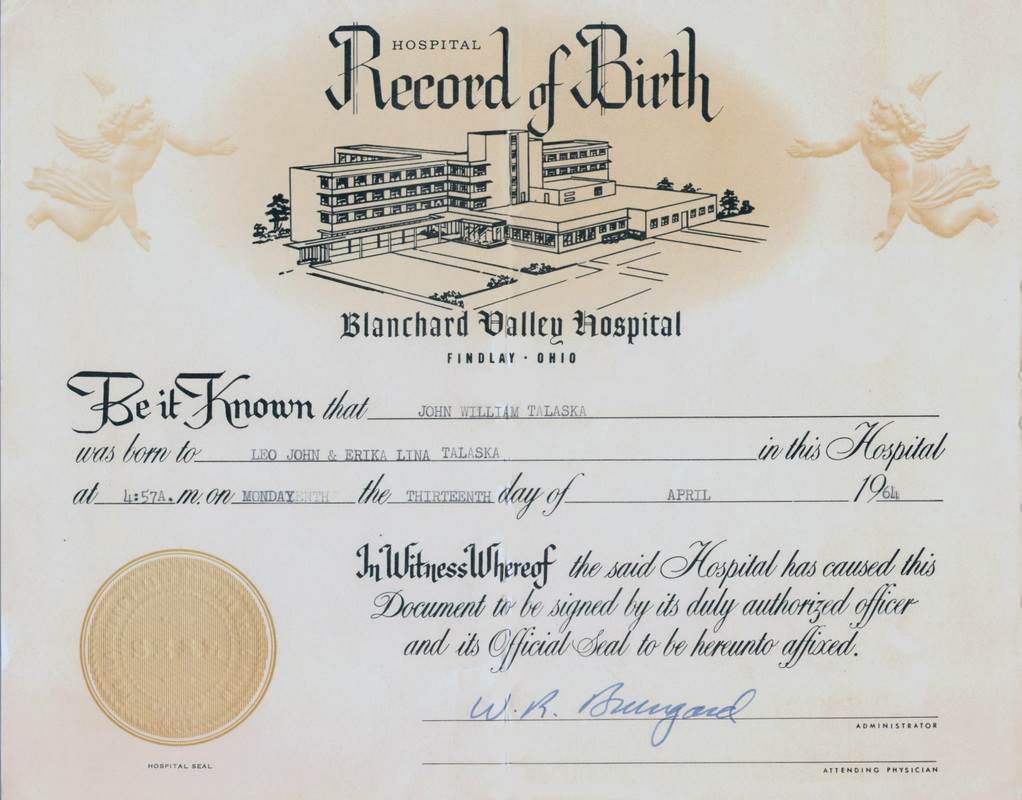 HOSPITAL
Record of Birth
Blanchard Valley Hospital
FINDLAY · OHIO
Be it Known that JOHN WILLIAM TALASKA
was born to LEO JOHN & ERIKA LINA TALASKA in this Hospital
at 4:57A.m. on MONDAY the THIRTEENTH day of APRIL 1964
In Witness Whereof the said Hospital has caused this
Document to be signed by its duly authorized officer
and its Official Seal to be hereunto affixed.
W. R. Brumgard
ADMINISTRATOR
HOSPITAL SEAL
ATTENDING PHYSICIAN